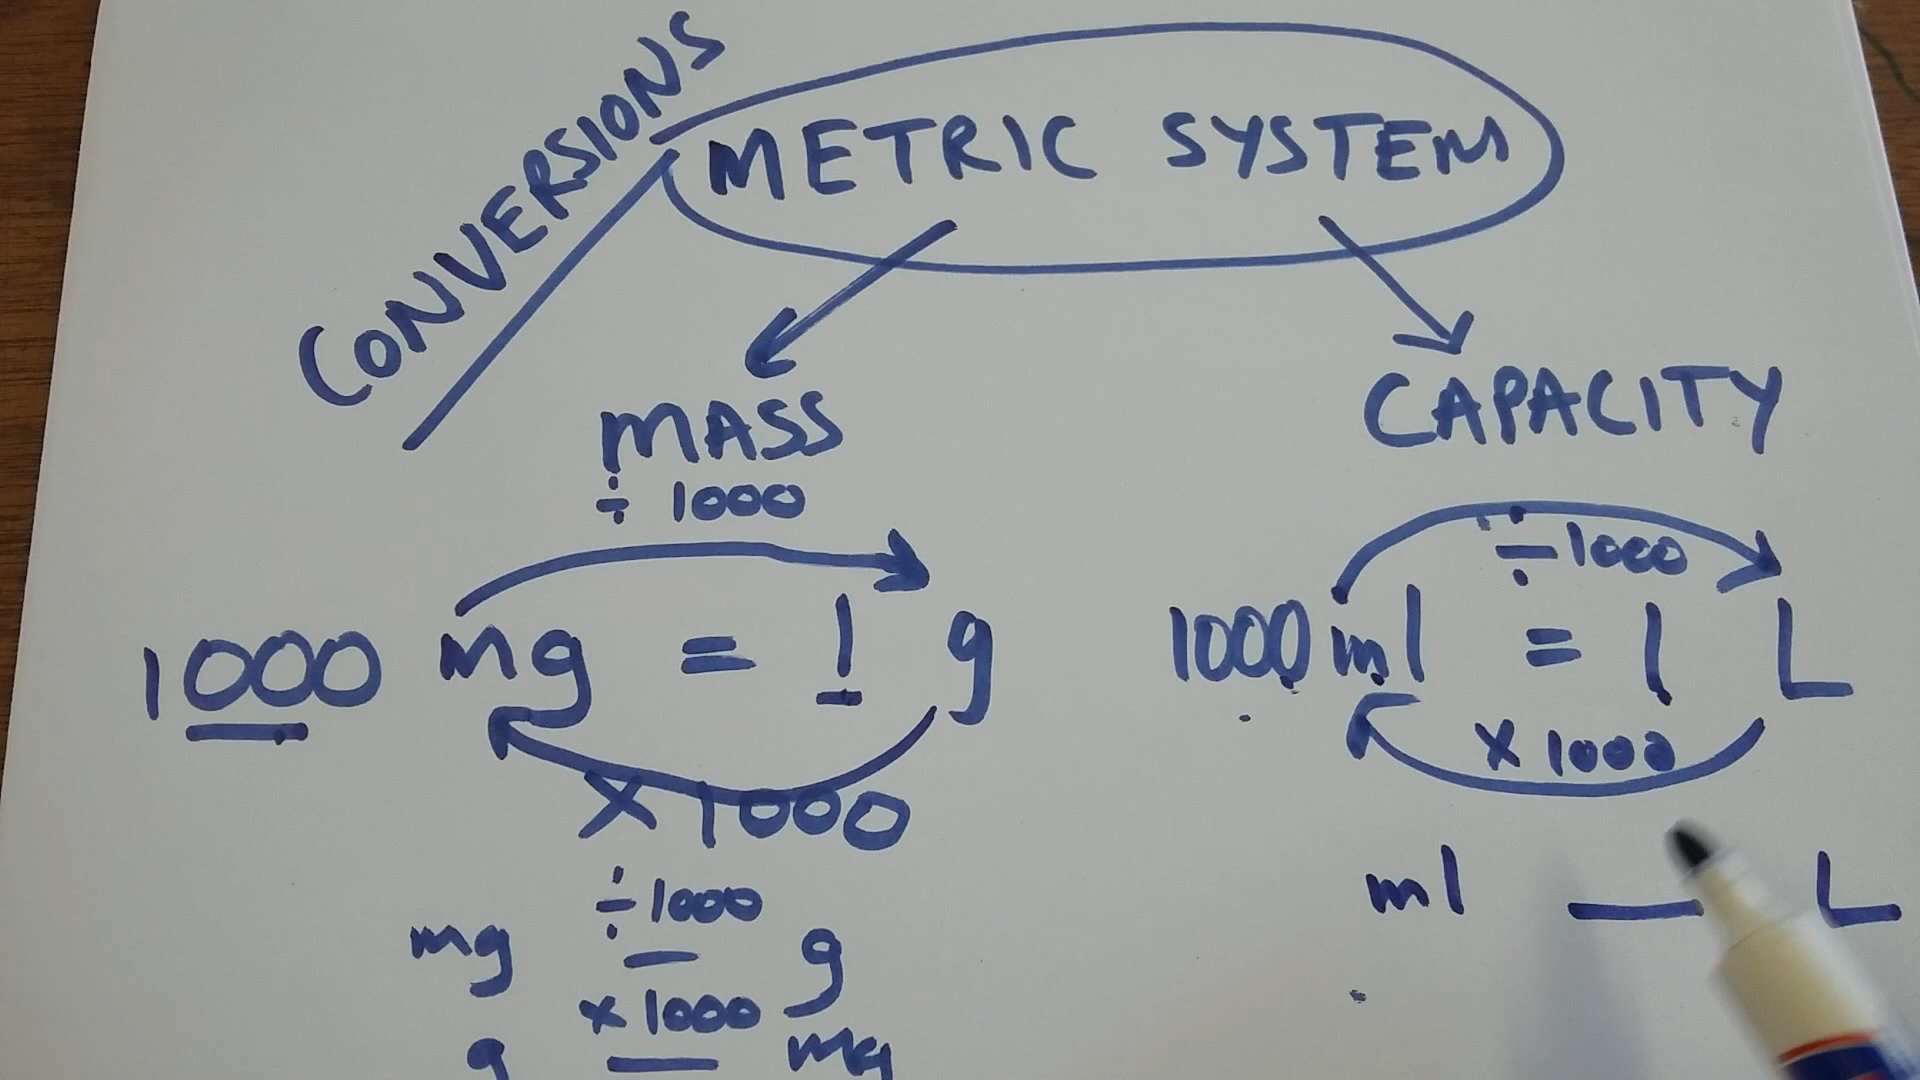 CONVERSIONS
METRIC SYSTEM
MASS
CAPACITY
÷ 1000
÷ 1000
1000 mg = 1 g
1000 ml = 1 L
x 1000
x 1000
÷ 1000
mg — g
ml — L
x 1000
g — mg